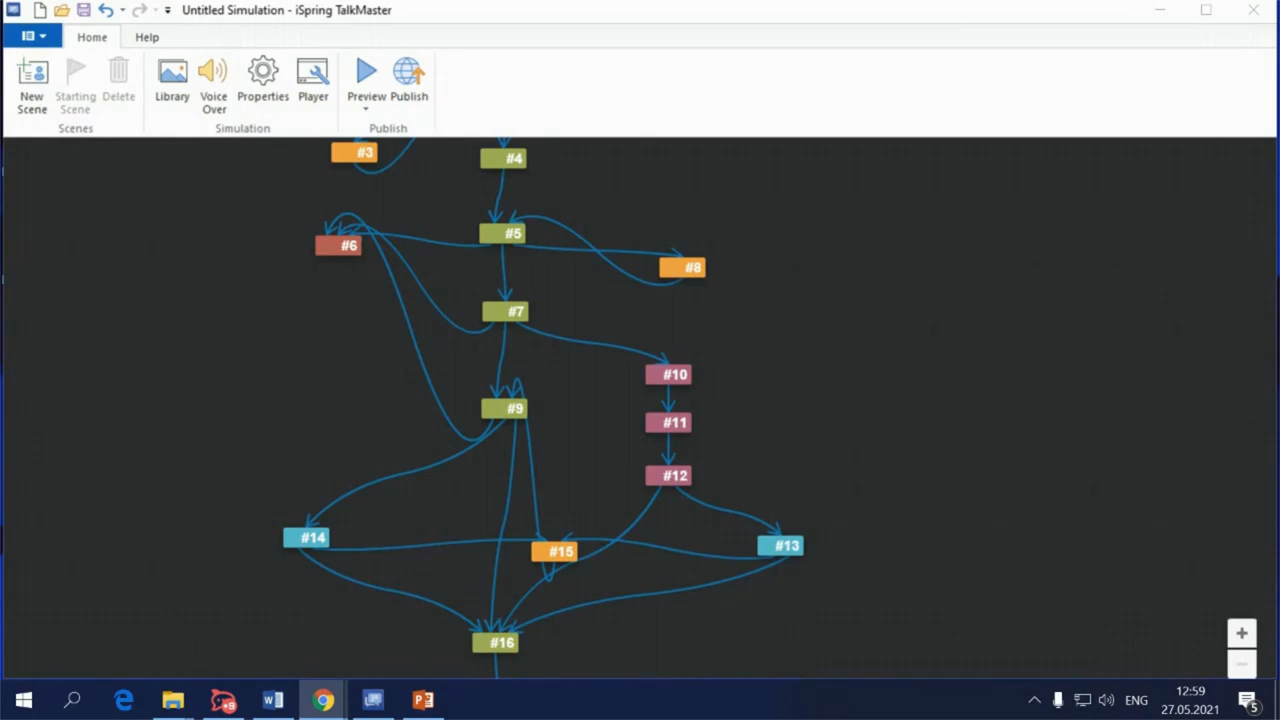 Untitled Simulation - iSpring TalkMaster
Home Help
New Scene
Starting Scene
Delete
Library
Voice Over
Properties
Player
Preview
Publish
Scenes
Simulation
Publish
#3
#4
#5
#6
#8
#7
#10
#9
#11
#12
#14
#15
#13
#16
+9
ENG
12:59
27.05.2021
5